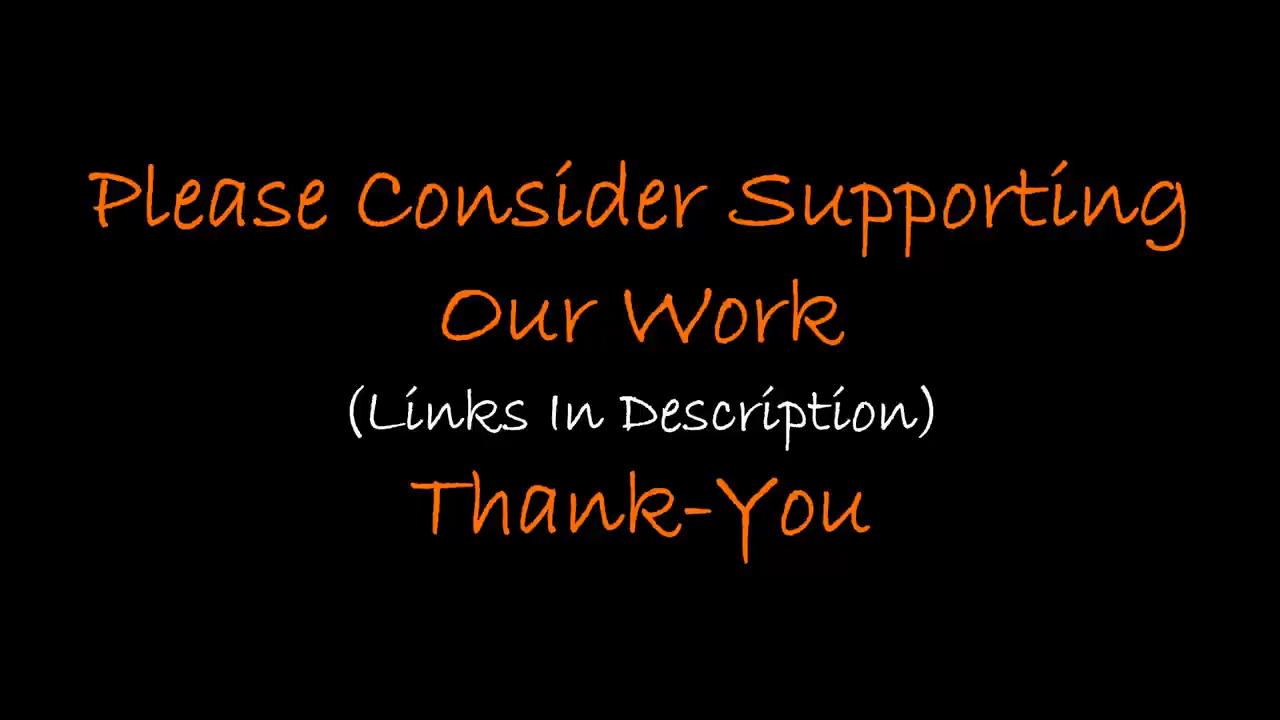 Please Consider Supporting
Our Work
(Links In Description)
Thank-You